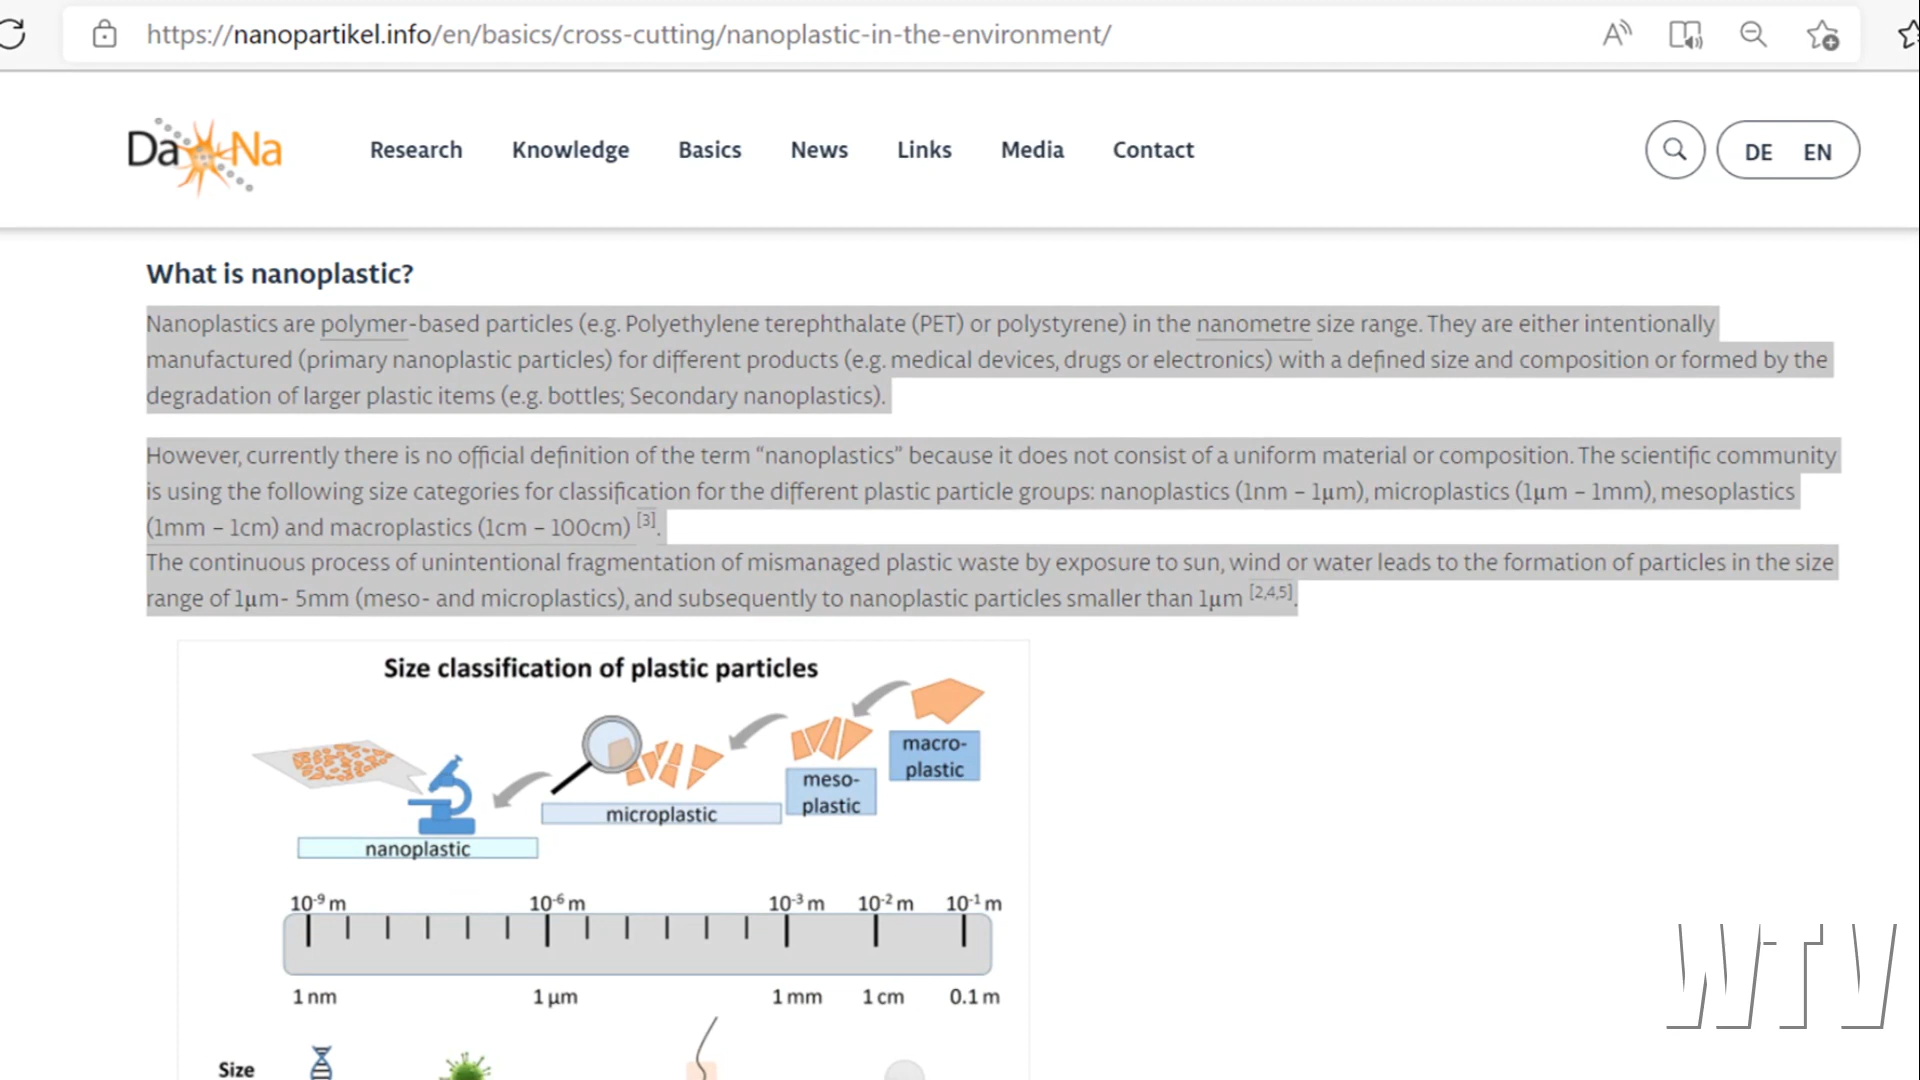 https://nanopartikel.info/en/basics/cross-cutting/nanoplastic-in-the-environment/
DaNa Research Knowledge Basics News Links Media Contact DE EN
What is nanoplastic?
Nanoplastics are polymer-based particles (e.g. Polyethylene terephthalate (PET) or polystyrene) in the nanometre size range. They are either intentionally
manufactured (primary nanoplastic particles) for different products (e.g. medical devices, drugs or electronics) with a defined size and composition or formed by the
degradation of larger plastic items (e.g. bottles; Secondary nanoplastics).
However, currently there is no official definition of the term “nanoplastics” because it does not consist of a uniform material or composition. The scientific community
is using the following size categories for classification for the different plastic particle groups: nanoplastics (1nm – 1µm), microplastics (1µm – 1mm), mesoplastics
(1mm – 1cm) and macroplastics (1cm – 100cm) [3].
The continuous process of unintentional fragmentation of mismanaged plastic waste by exposure to sun, wind or water leads to the formation of particles in the size
range of 1µm- 5mm (meso- and microplastics), and subsequently to nanoplastic particles smaller than 1µm [2,4,5].
Size classification of plastic particles
macro-
plastic
meso-
plastic
microplastic
nanoplastic
10⁻⁹ m 10⁻⁶ m 10⁻³ m 10⁻² m 10⁻¹ m
1 nm 1 µm 1 mm 1 cm 0.1 m
WTV
Size